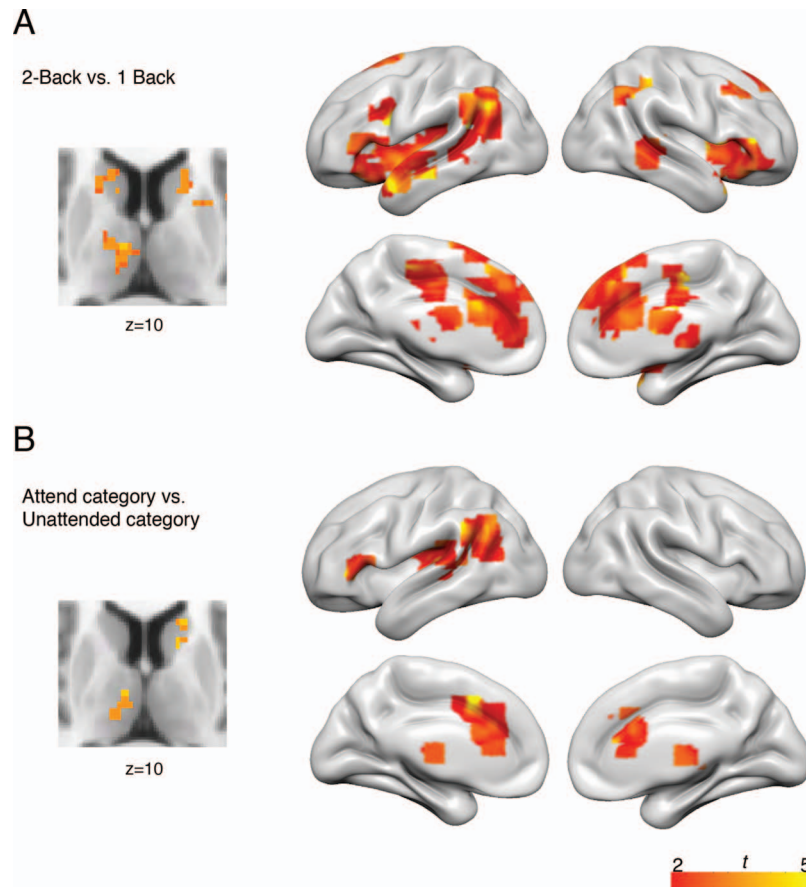 A
2-Back vs. 1 Back
z=10
B
Attend category vs.
Unattended category
z=10
2 t 5